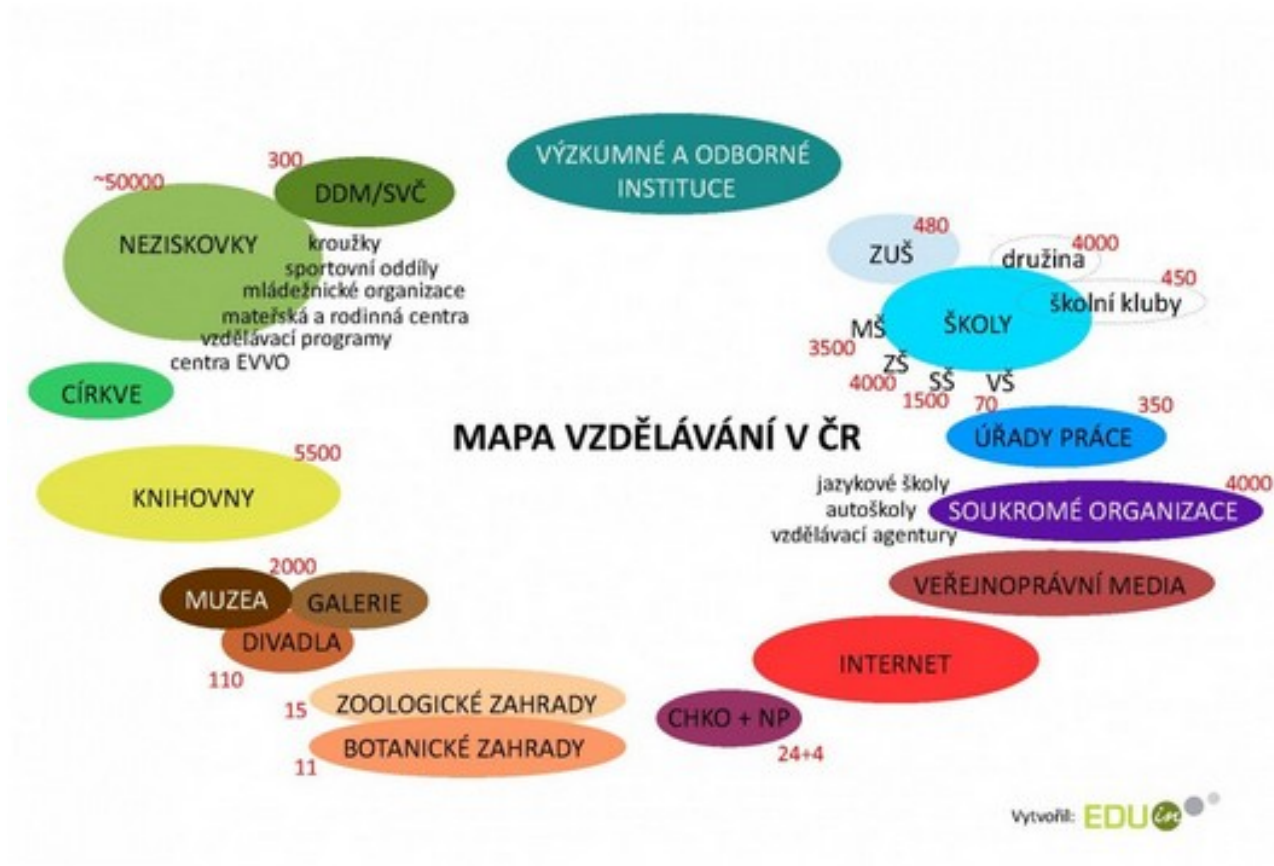 VÝZKUMNÉ A ODBORNÉ
INSTITUCE
300
~50000
DDM/SVČ
NEZISKOVKY
kroužky
sportovní oddíly
mládežnické organizace
mateřská a rodinná centra
vzdělávací programy
centra EVVO
CÍRKVE
5500
KNIHOVNY
2000
MUZEA
GALERIE
DIVADLA
110
15
ZOOLOGICKÉ ZAHRADY
11
BOTANICKÉ ZAHRADY
MAPA VZDĚLÁVÁNÍ V ČR
480
ZUŠ
4000
družina
450
školní kluby
ŠKOLY
MŠ
3500
ZŠ
4000
SŠ
1500
VŠ
70
350
ÚŘADY PRÁCE
jazykové školy
autoškoly
vzdělávací agentury
4000
SOUKROMÉ ORGANIZACE
VEŘEJNOPRÁVNÍ MEDIA
INTERNET
CHKO + NP
24+4
Vytvořil: EDUin